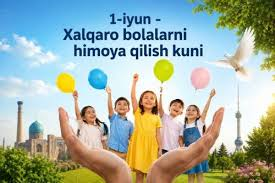 1-iyun -
Xalqaro bolalarni
himoya qilish kuni